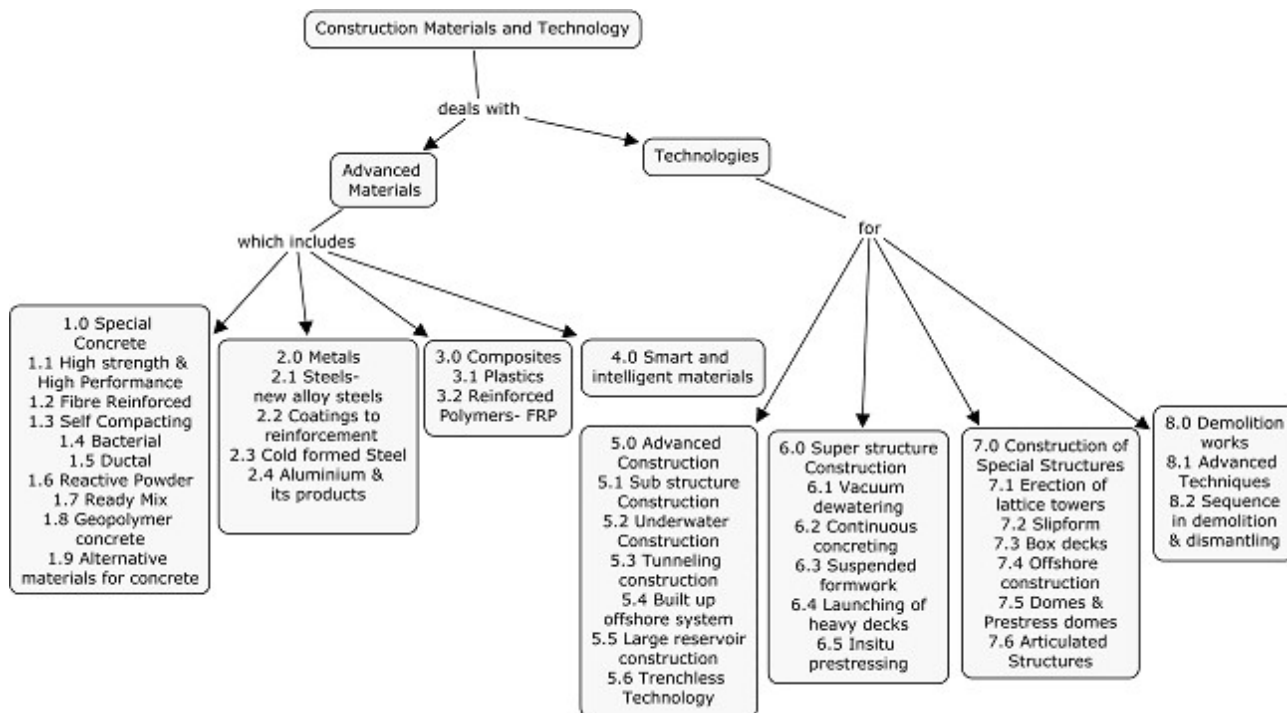 Construction Materials and Technology
deals with
Advanced
Materials
Technologies
which includes
for
1.0 Special
Concrete
1.1 High strength &
High Performance
1.2 Fibre Reinforced
1.3 Self Compacting
1.4 Bacterial
1.5 Ductal
1.6 Reactive Powder
1.7 Ready Mix
1.8 Geopolymer
concrete
1.9 Alternative
materials for concrete
2.0 Metals
2.1 Steels-
new alloy steels
2.2 Coatings to
reinforcement
2.3 Cold formed Steel
2.4 Aluminium &
its products
3.0 Composites
3.1 Plastics
3.2 Reinforced
Polymers- FRP
4.0 Smart and
intelligent materials
5.0 Advanced
Construction
5.1 Sub structure
Construction
5.2 Underwater
Construction
5.3 Tunneling
construction
5.4 Built up
offshore system
5.5 Large reservoir
construction
5.6 Trenchless
Technology
6.0 Super structure
Construction
6.1 Vacuum
dewatering
6.2 Continuous
concreting
6.3 Suspended
formwork
6.4 Launching of
heavy decks
6.5 Insitu
prestressing
7.0 Construction of
Special Structures
7.1 Erection of
lattice towers
7.2 Slipform
7.3 Box decks
7.4 Offshore
construction
7.5 Domes &
Prestress domes
7.6 Articulated
Structures
8.0 Demolition
works
8.1 Advanced
Techniques
8.2 Sequence
in demolition
& dismantling